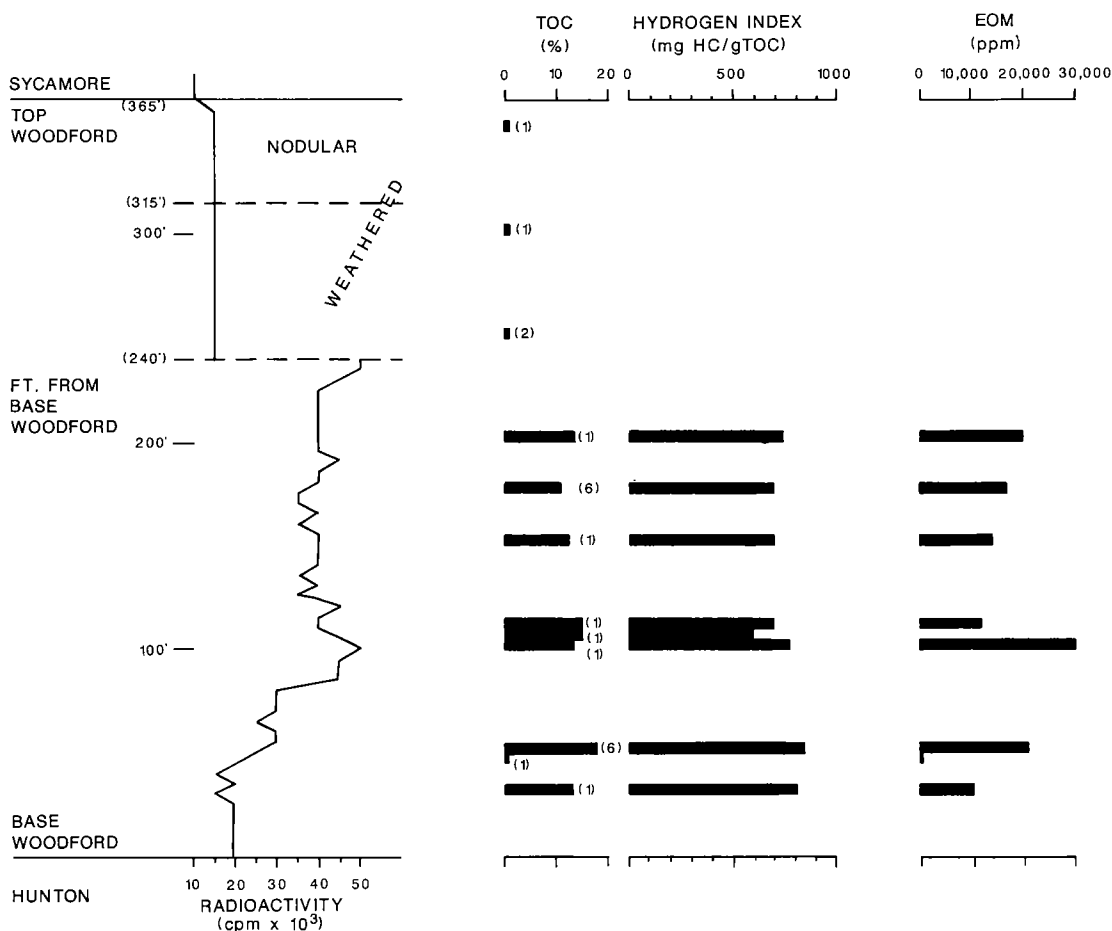 TOC HYDROGEN INDEX EOM
(%) (mg HC/gTOC) (ppm)
0 10 20 0 500 1000 0 10,000 20,000 30,000
SYCAMORE
(365')
TOP
WOODFORD
NODULAR
(1)
WEATHERED
(315')
300'
(1)
(2)
(240')
FT. FROM
BASE
WOODFORD
200'
(1)
(6)
(1)
(1)
(1)
100'
(1)
(6)
(1)
(1)
BASE
WOODFORD
HUNTON
10 20 30 40 50
RADIOACTIVITY
(cpm x 10³)